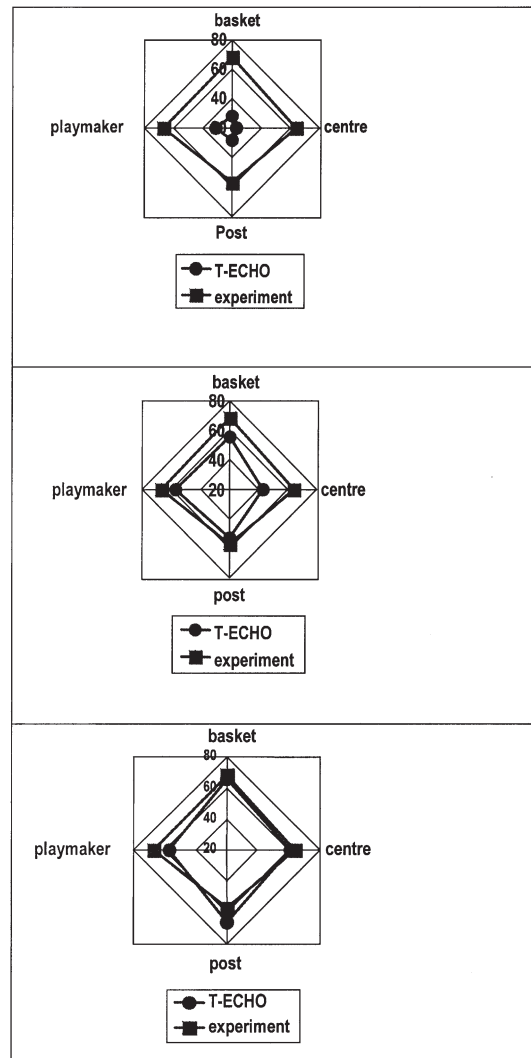 basket
80
60
40
playmaker
centre
Post
T-ECHO
experiment
basket
80
60
40
playmaker
20
centre
post
T-ECHO
experiment
basket
80
60
40
playmaker
20
centre
post
T-ECHO
experiment